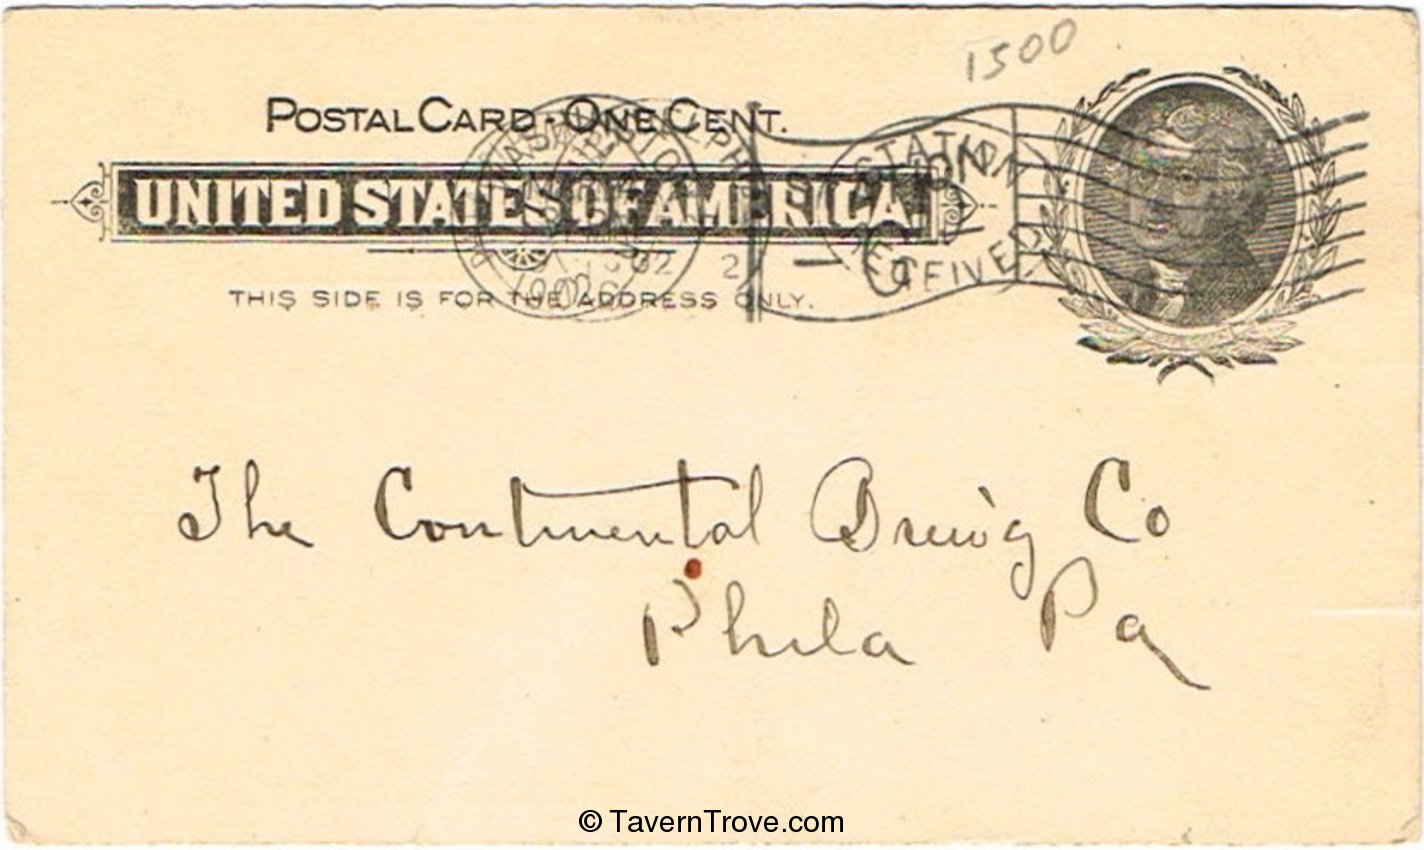 1500
POSTAL CARD - ONE CENT.
UNITED STATES OF AMERICA.
THIS SIDE IS FOR THE ADDRESS ONLY.
STATION
RECEIVED
The Continental Brew'g Co
Phila Pa
© TavernTrove.com